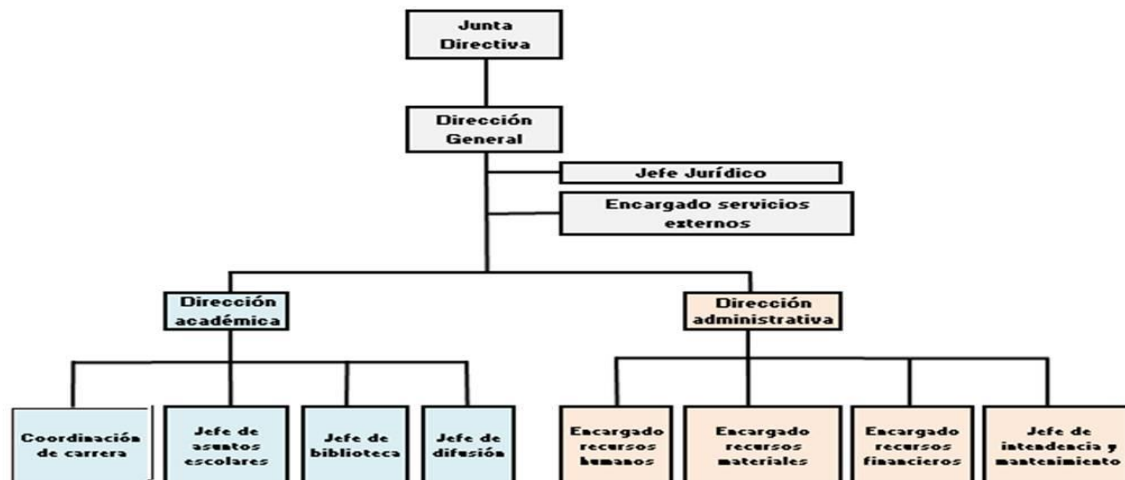 Junta
Directiva
Dirección
General
Jefe Jurídico
Encargado servicios
externos
Dirección
académica
Dirección
administrativa
Coordinación
de carrera
Jefe de
asuntos
escolares
Jefe de
biblioteca
Jefe de
difusión
Encargado
recursos
humanos
Encargado
recursos
materiales
Encargado
recursos
financieros
Jefe de
intendencia y
mantenimiento